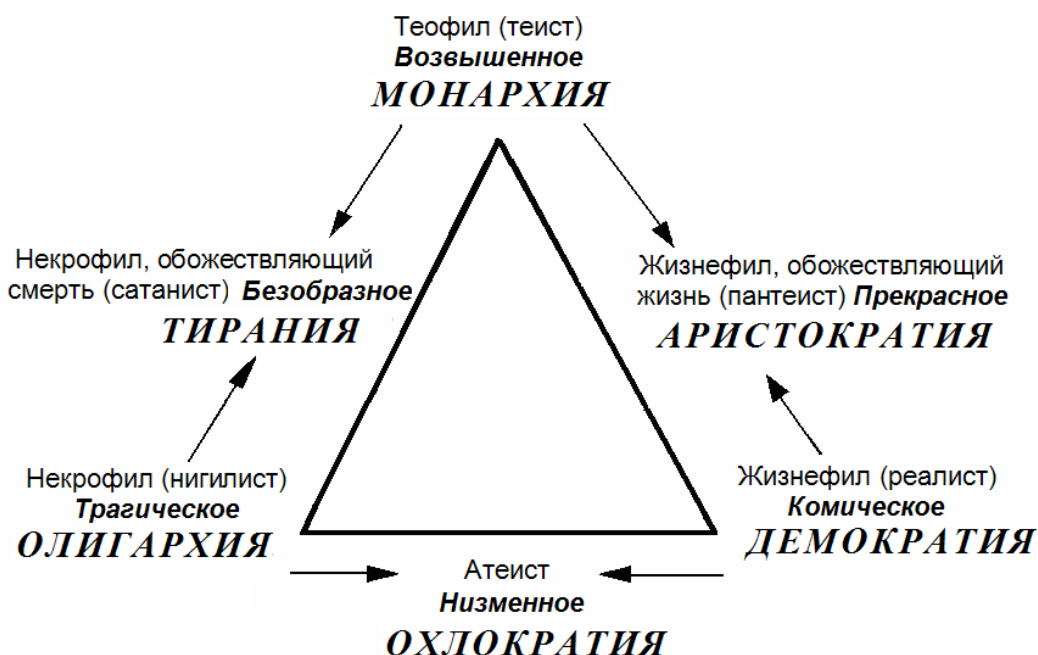 Теофил (теист)
Возвышенное
МОНАРХИЯ
Некрофил, обожествляющий
смерть (сатанист) Безобразное
ТИРАНИЯ
Жизнефил, обожествляющий
жизнь (пантеист) Прекрасное
АРИСТОКРАТИЯ
Некрофил (нигилист)
Трагическое
ОЛИГАРХИЯ
Жизнефил (реалист)
Комическое
ДЕМОКРАТИЯ
Атеист
Низменное
ОХЛОКРАТИЯ